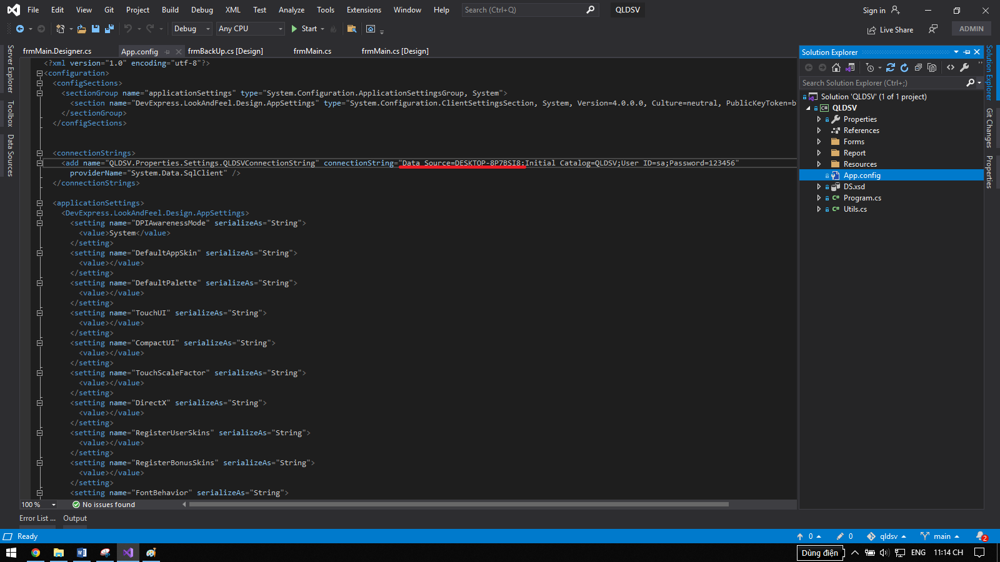 File Edit View Git Project Build Debug XML Test Analyze Tools Extensions Window Help Search (Ctrl+Q) QLDSV Sign in
Debug Any CPU Start Live Share ADMIN
frmMain.Designer.cs App.config frmBackUp.cs [Design] frmMain.cs frmMain.cs [Design]
Server Explorer
Toolbox
Data Sources
<?xml version="1.0" encoding="utf-8"?>
<configuration>
<configSections>
<sectionGroup name="applicationSettings" type="System.Configuration.ApplicationSettingsGroup, System">
<section name="DevExpress.LookAndFeel.Design.AppSettings" type="System.Configuration.ClientSettingsSection, System, Version=4.0.0.0, Culture=neutral, PublicKeyToken=b
</sectionGroup>
</configSections>
<connectionStrings>
<add name="QLDSV.Properties.Settings.QLDSVConnectionString" connectionString="Data Source=DESKTOP-8P7BSI8;Initial Catalog=QLDSV;User ID=sa;Password=123456"
providerName="System.Data.SqlClient" />
</connectionStrings>
<applicationSettings>
<DevExpress.LookAndFeel.Design.AppSettings>
<setting name="DPIAwarenessMode" serializeAs="String">
<value>System</value>
</setting>
<setting name="DefaultAppSkin" serializeAs="String">
<value></value>
</setting>
<setting name="DefaultPalette" serializeAs="String">
<value></value>
</setting>
<setting name="TouchUI" serializeAs="String">
<value></value>
</setting>
<setting name="CompactUI" serializeAs="String">
<value></value>
</setting>
<setting name="TouchScaleFactor" serializeAs="String">
<value></value>
</setting>
<setting name="DirectX" serializeAs="String">
<value></value>
</setting>
<setting name="RegisterUserSkins" serializeAs="String">
<value></value>
</setting>
<setting name="RegisterBonusSkins" serializeAs="String">
<value></value>
</setting>
<setting name="FontBehavior" serializeAs="String">
100 % No issues found
Solution Explorer
Search Solution Explorer (Ctrl+;)
Solution 'QLDSV' (1 of 1 project)
C# QLDSV
Properties
References
Forms
Report
Resources
App.config
DS.xsd
C# Program.cs
C# Utils.cs
Solution Explorer
Git Changes
Properties
Error List ... Output
Ready 0 0 qldsv main 2
Dùng điện ENG 11:14 CH